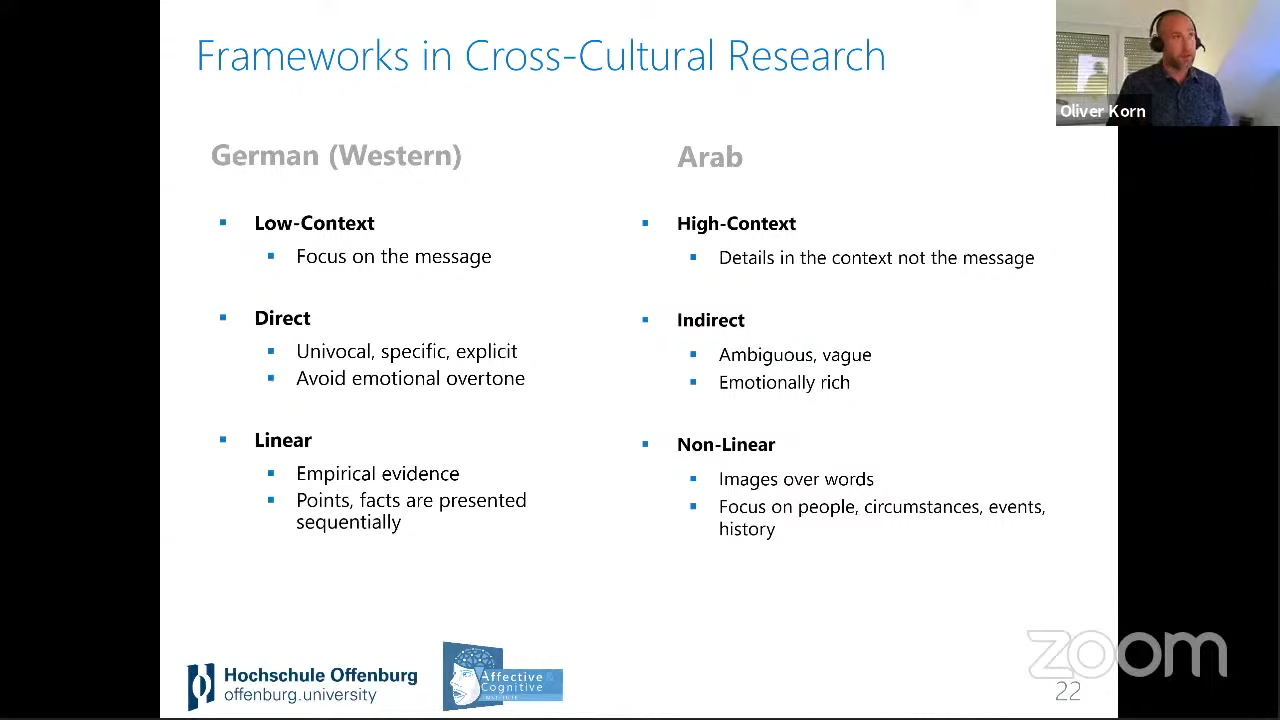 Frameworks in Cross-Cultural Research
Oliver Korn
German (Western)
Low-Context
Focus on the message
Direct
Univocal, specific, explicit
Avoid emotional overtone
Linear
Empirical evidence
Points, facts are presented
sequentially
Arab
High-Context
Details in the context not the message
Indirect
Ambiguous, vague
Emotionally rich
Non-Linear
Images over words
Focus on people, circumstances, events,
history
Hochschule Offenburg
offenburg.university
Affective &
Cognitive
INSTITUTE
zoom
22